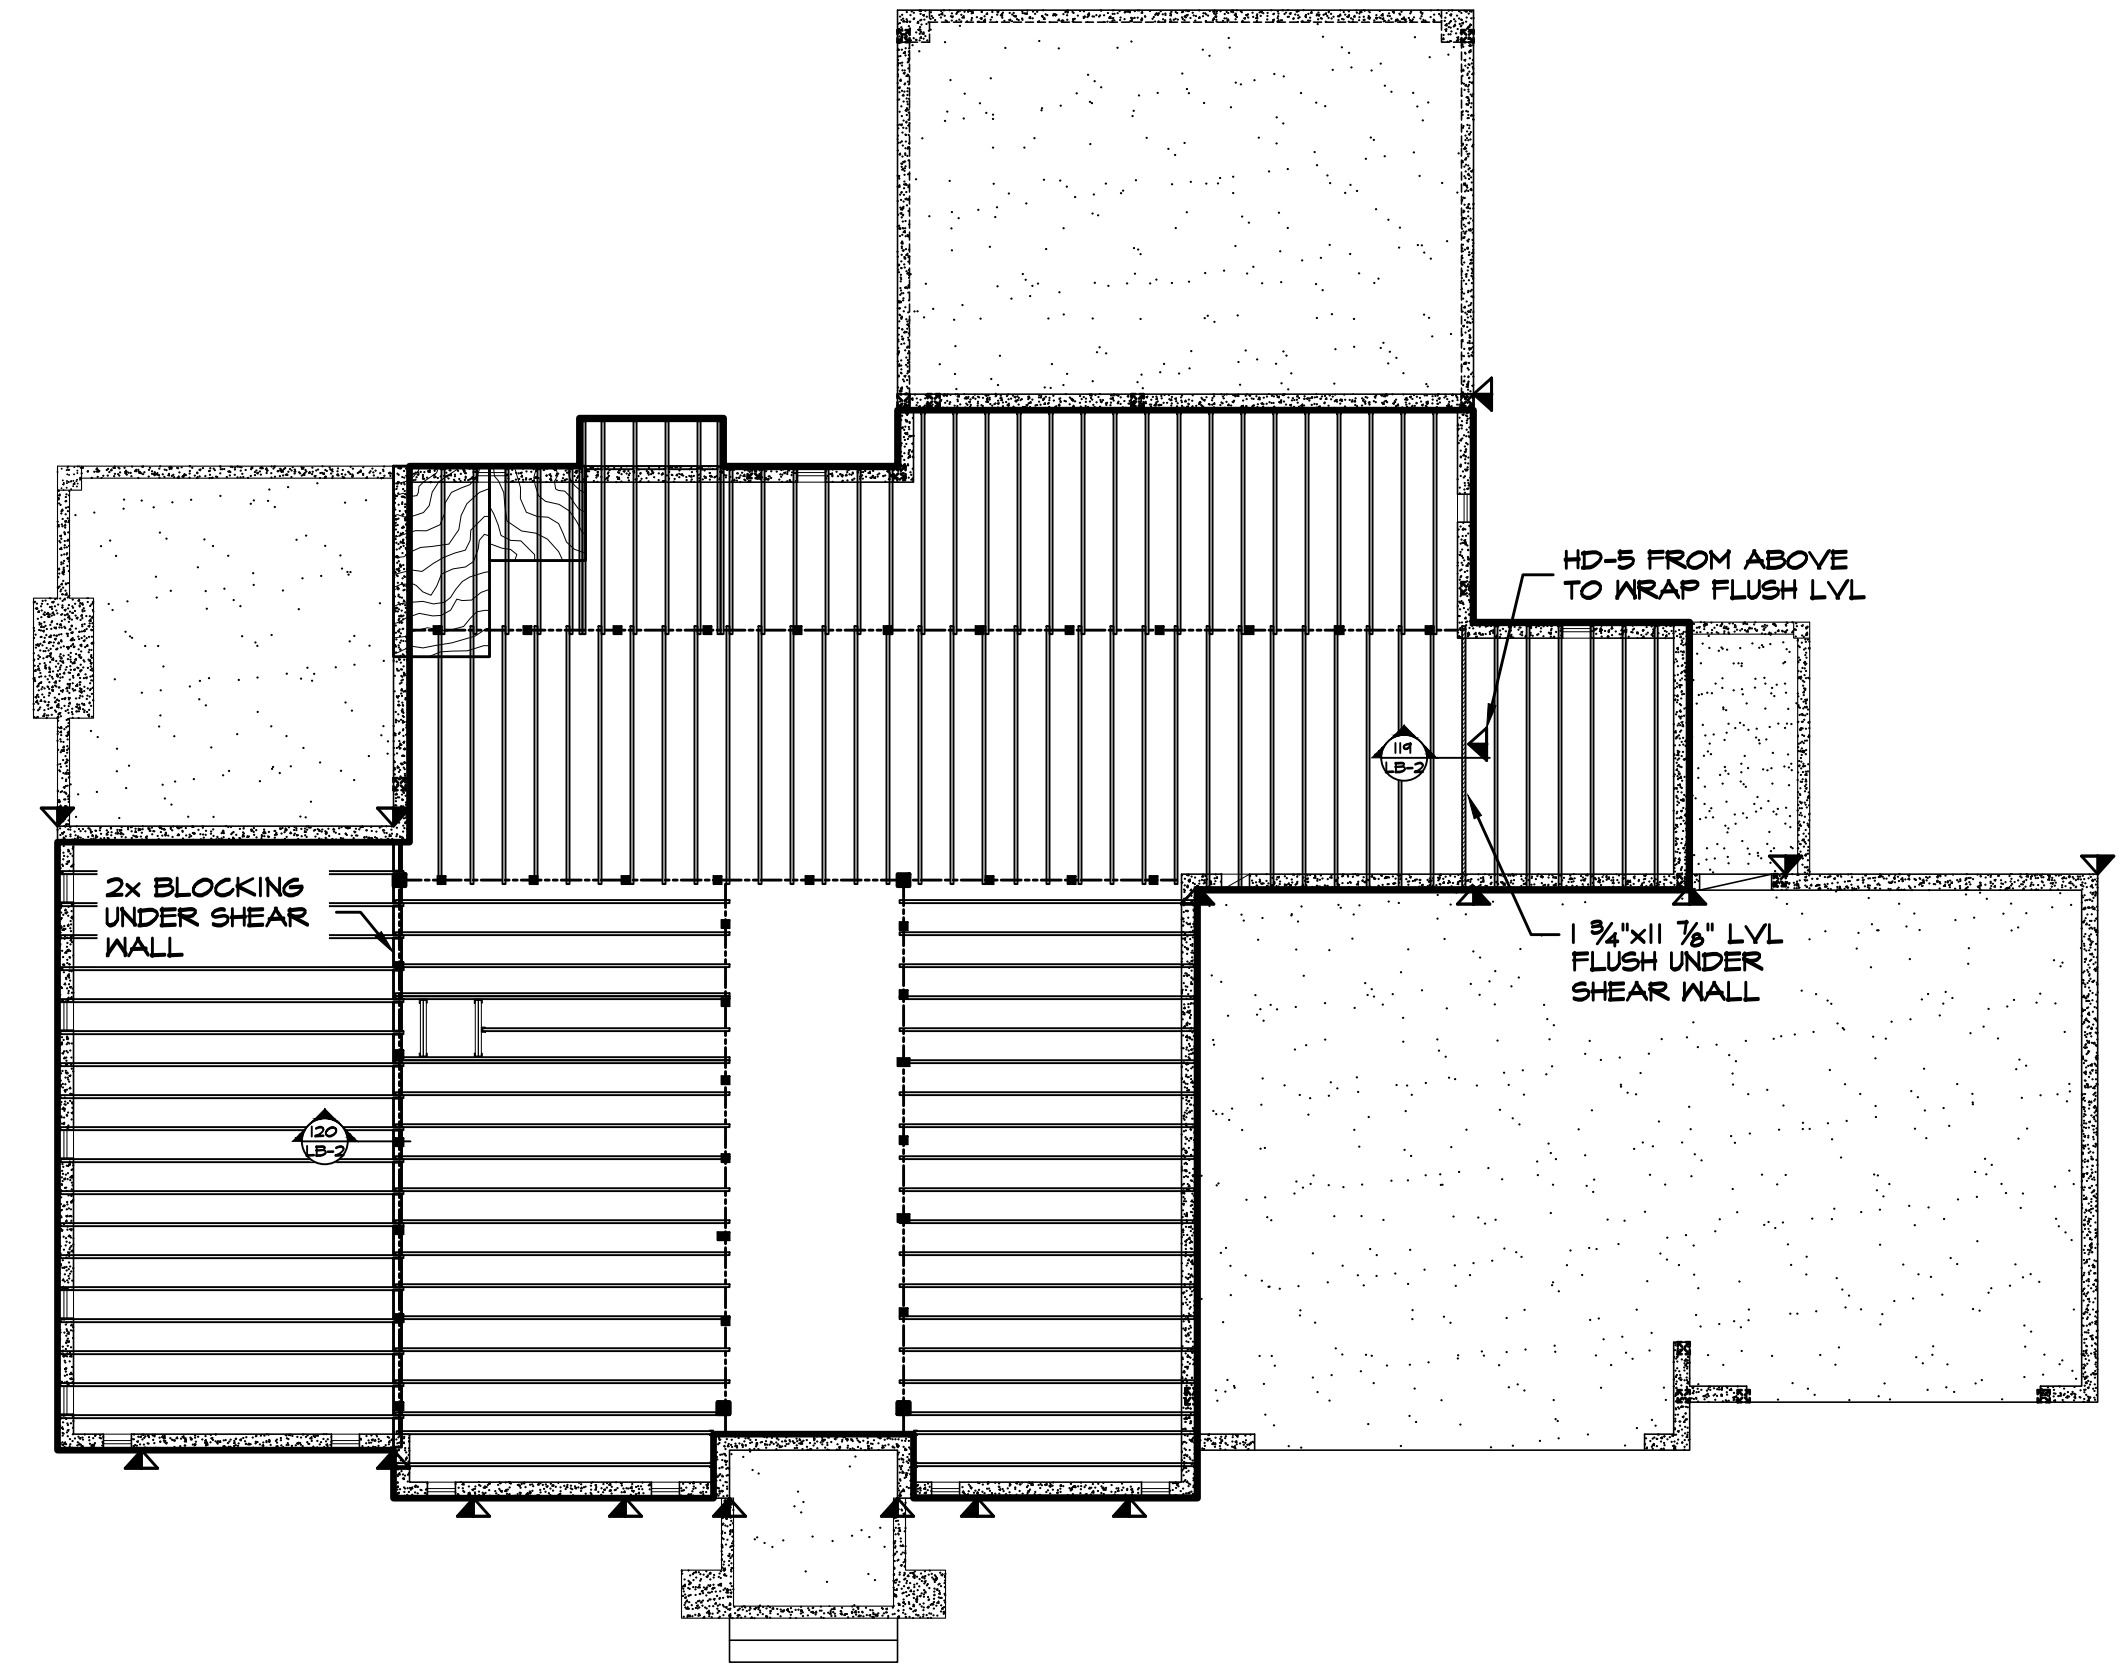 HD-5 FROM ABOVE
TO WRAP FLUSH LVL
119
LB-2
2x BLOCKING
UNDER SHEAR
WALL
1 ¾"x11 ⅞" LVL
FLUSH UNDER
SHEAR WALL
120
LB-2